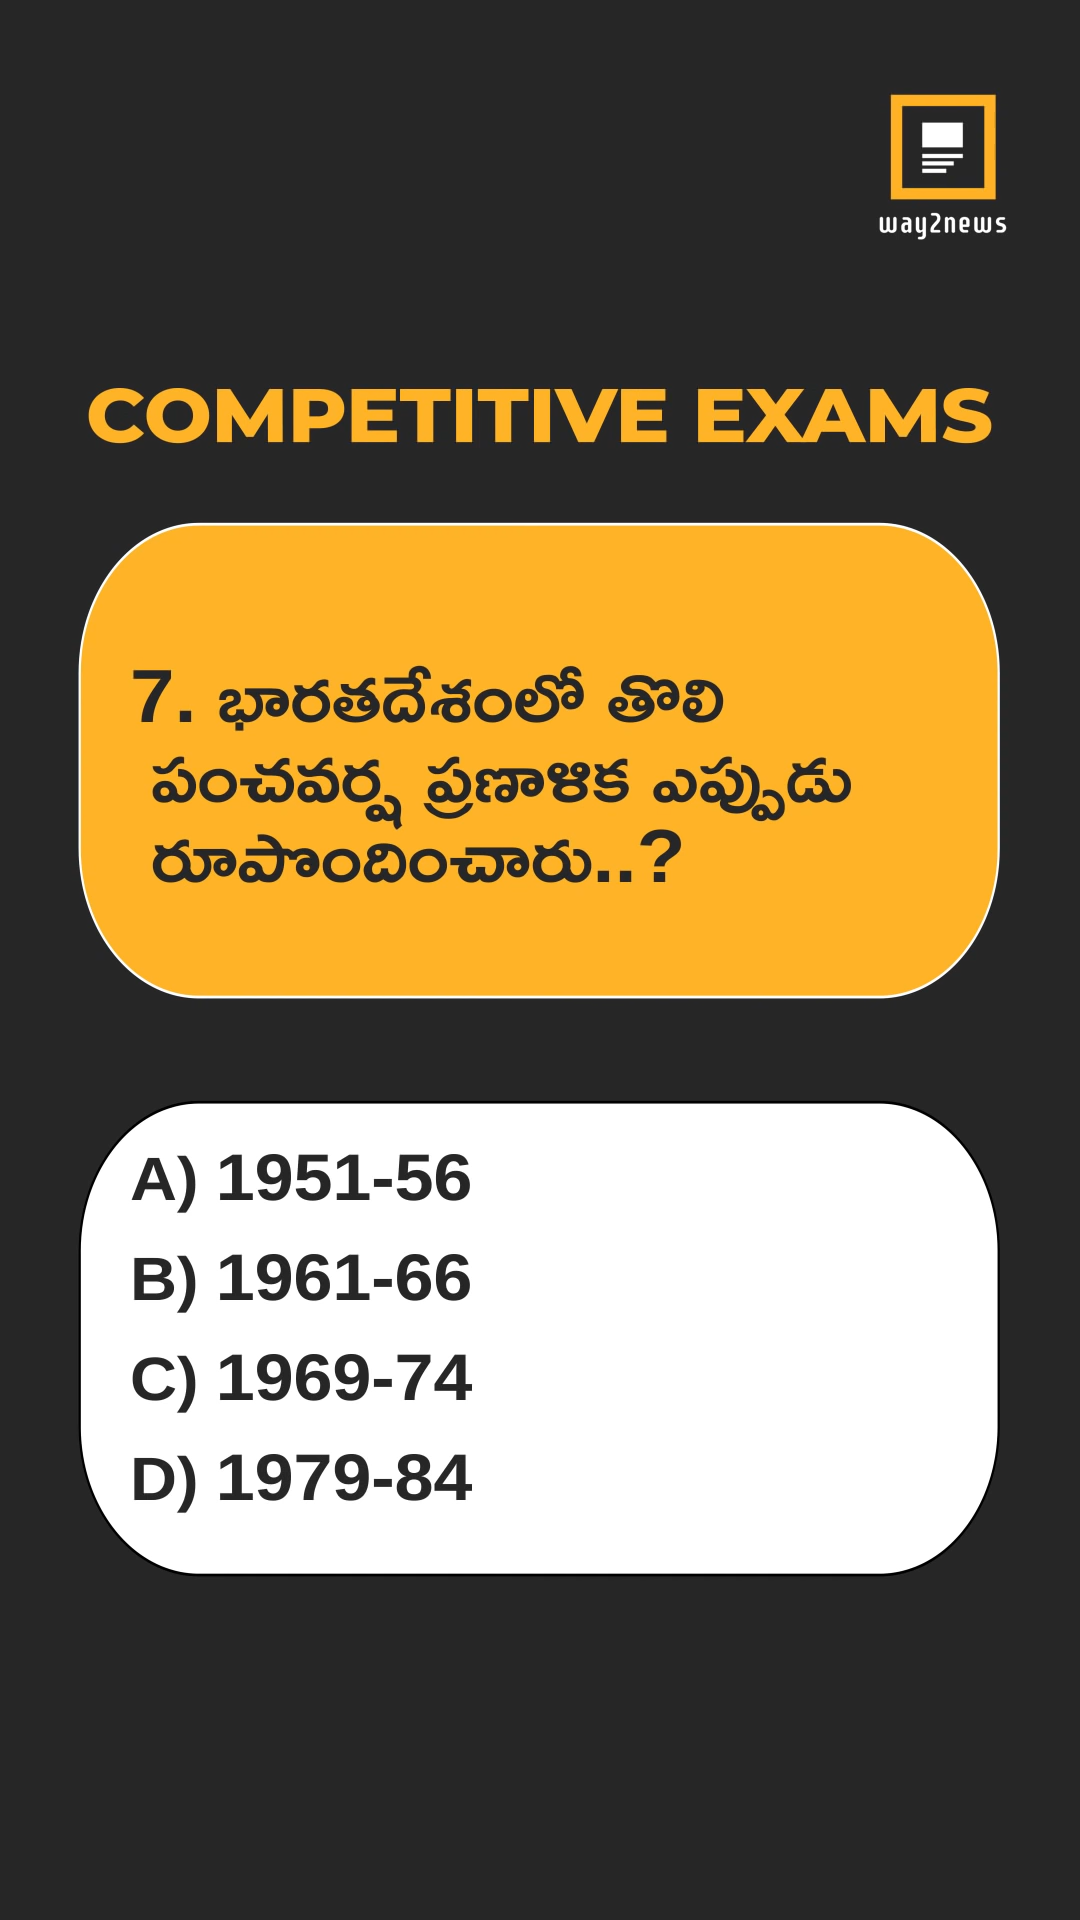 way2news
COMPETITIVE EXAMS
7. భారతదేశంలో తొలి
పంచవర్ష ప్రణాళిక ఎప్పుడు
రూపొందించారు..?
A) 1951-56
B) 1961-66
C) 1969-74
D) 1979-84